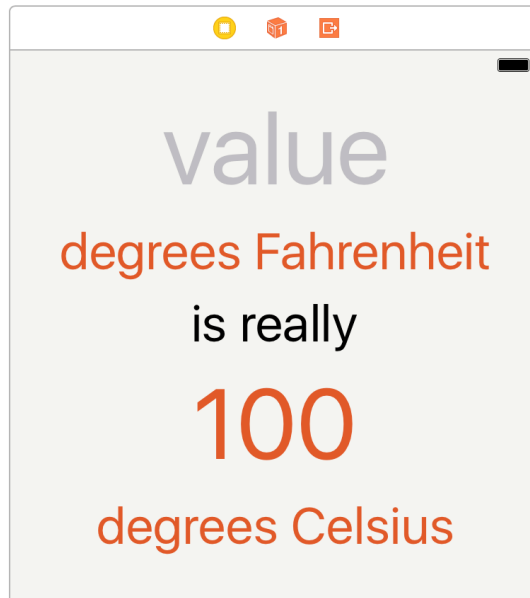 value
degrees Fahrenheit
is really
100
degrees Celsius